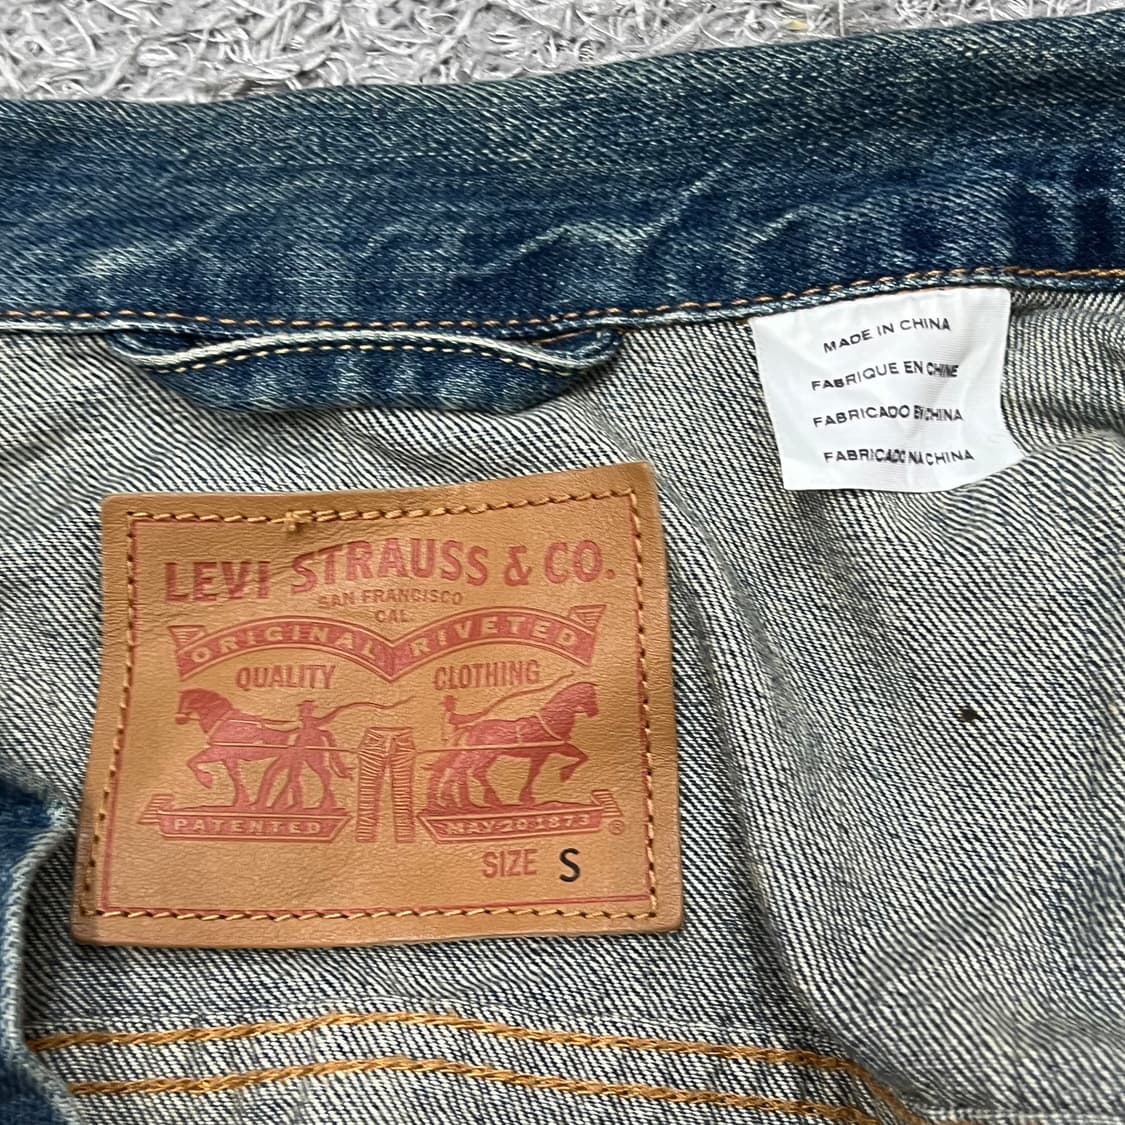 MADE IN CHINA
FABRIQUE EN CHINE
FABRICADO EN CHINA
FABRICADO NA CHINA
LEVI STRAUSS & CO.
SAN FRANCISCO
CAL
ORIGINAL RIVETED
QUALITY CLOTHING
PATENTED MAY 20 1873 ®
SIZE S